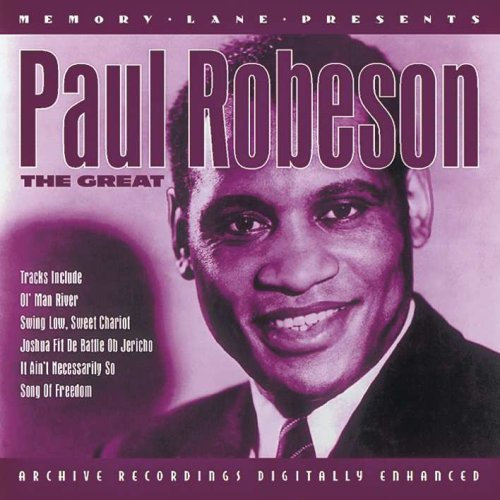 MEMORY · LANE · PRESENTS
Paul Robeson
THE GREAT
Tracks Include
Ol' Man River
Swing Low, Sweet Chariot
Joshua Fit De Battle Ob Jericho
It Ain't Necessarily So
Song Of Freedom
ARCHIVE RECORDINGS DIGITALLY ENHANCED